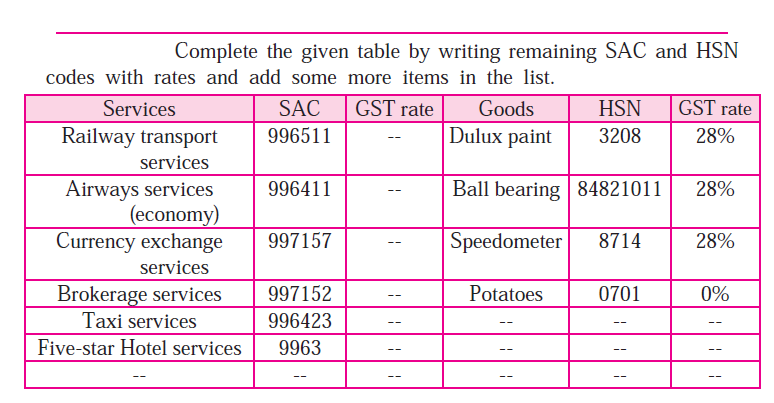 Complete the given table by writing remaining SAC and HSN
codes with rates and add some more items in the list.
Services SAC GST rate Goods HSN GST rate
Railway transport 996511 -- Dulux paint 3208 28%
services
Airways services 996411 -- Ball bearing 84821011 28%
(economy)
Currency exchange 997157 -- Speedometer 8714 28%
services
Brokerage services 997152 -- Potatoes 0701 0%
Taxi services 996423 -- -- -- --
Five-star Hotel services 9963 -- -- -- --
-- -- -- -- -- --